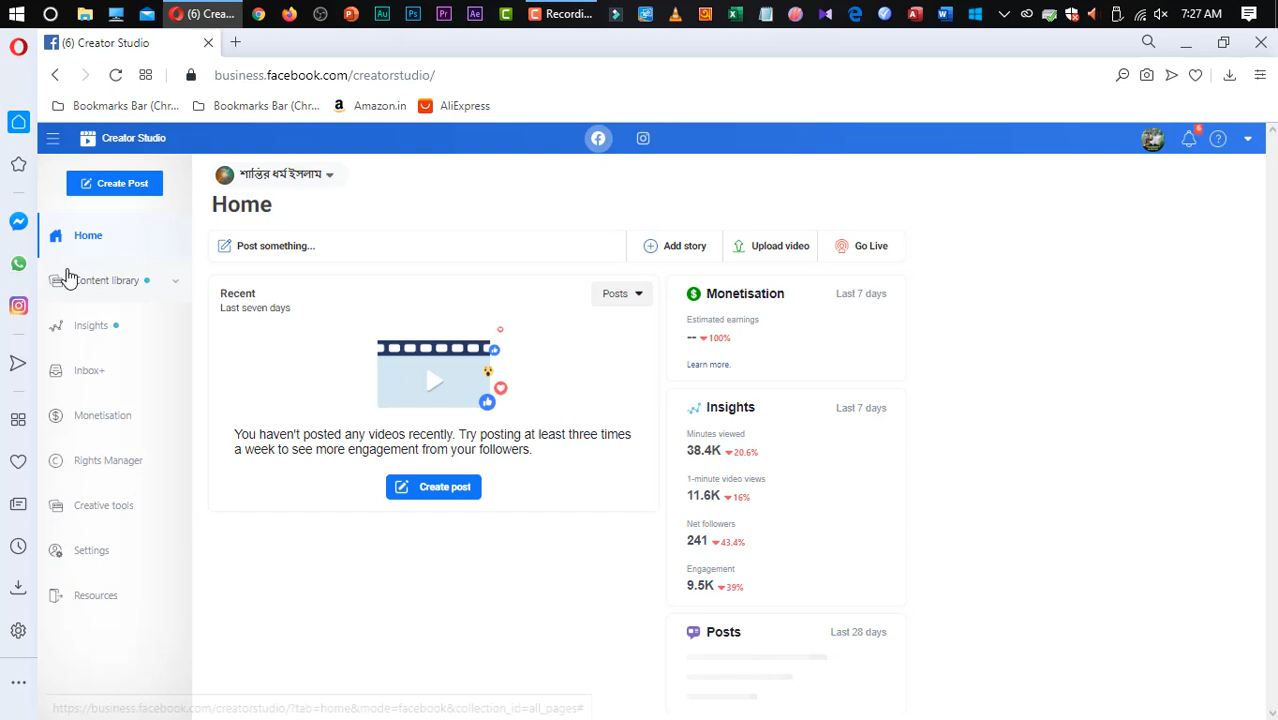 (6) Crea...
Recordi...
7:27 AM
(6) Creator Studio
business.facebook.com/creatorstudio/
Bookmarks Bar (Chr...
Bookmarks Bar (Chr...
Amazon.in
AliExpress
Creator Studio
6
Create Post
Home
Content library
Insights
Inbox+
Monetisation
Rights Manager
Creative tools
Settings
Resources
শান্তির ধর্ম ইসলাম
Home
Post something...
Add story
Upload video
Go Live
Recent
Last seven days
Posts
You haven't posted any videos recently. Try posting at least three times
a week to see more engagement from your followers.
Create post
Monetisation
Last 7 days
Estimated earnings
-- 100%
Learn more.
Insights
Last 7 days
Minutes viewed
38.4K 20.6%
1-minute video views
11.6K 16%
Net followers
241 43.4%
Engagement
9.5K 39%
Posts
Last 28 days
https://business.facebook.com/creatorstudio/?tab=home&mode=facebook&collection_id=all_pages#